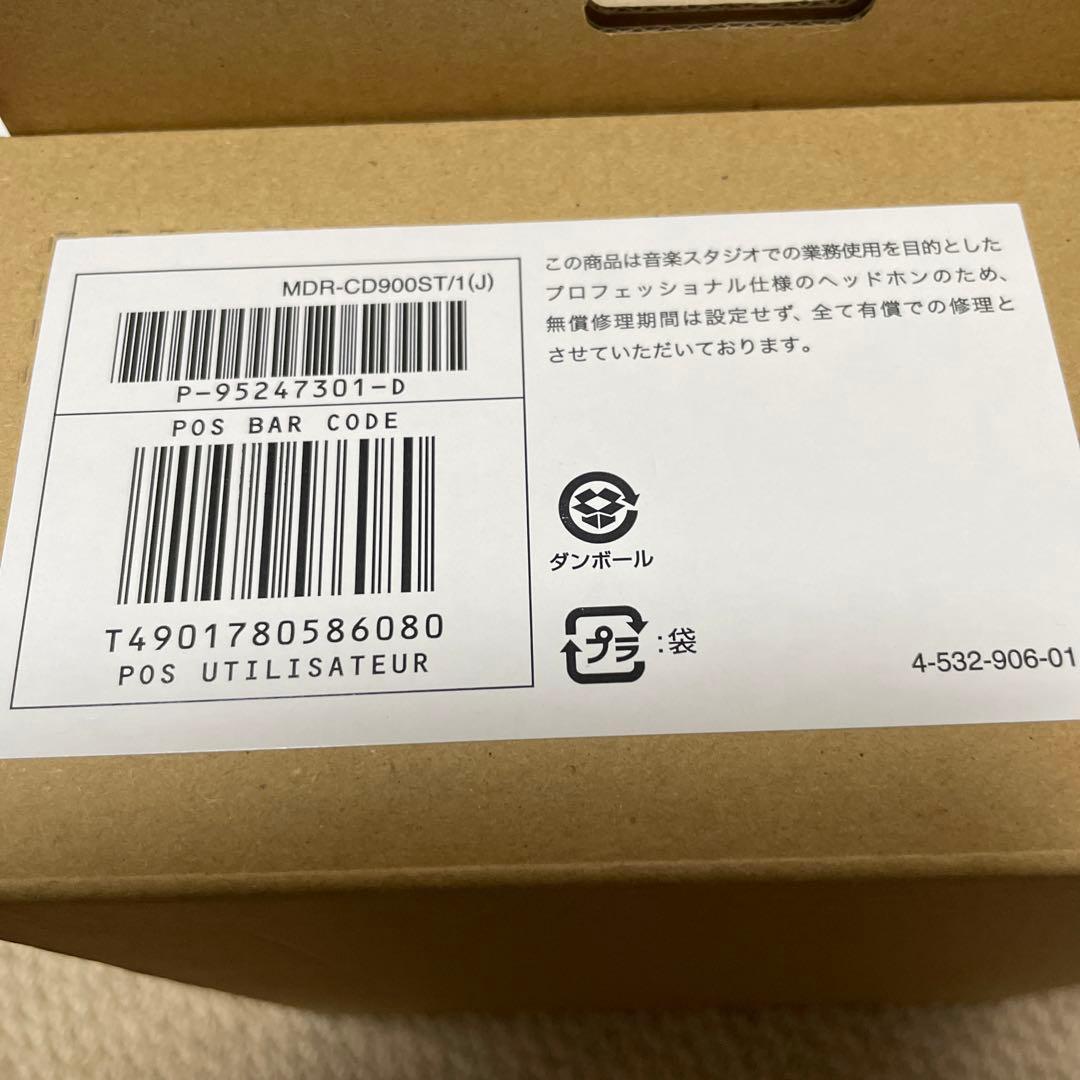 MDR-CD900ST/1(J)
P-95247301-D
POS BAR CODE
T4901780586080
POS UTILISATEUR
この商品は音楽スタジオでの業務使用を目的とした
プロフェッショナル仕様のヘッドホンのため、
無償修理期間は設定せず、全て有償での修理と
させていただいております。
ダンボール
プラ:袋
4-532-906-01